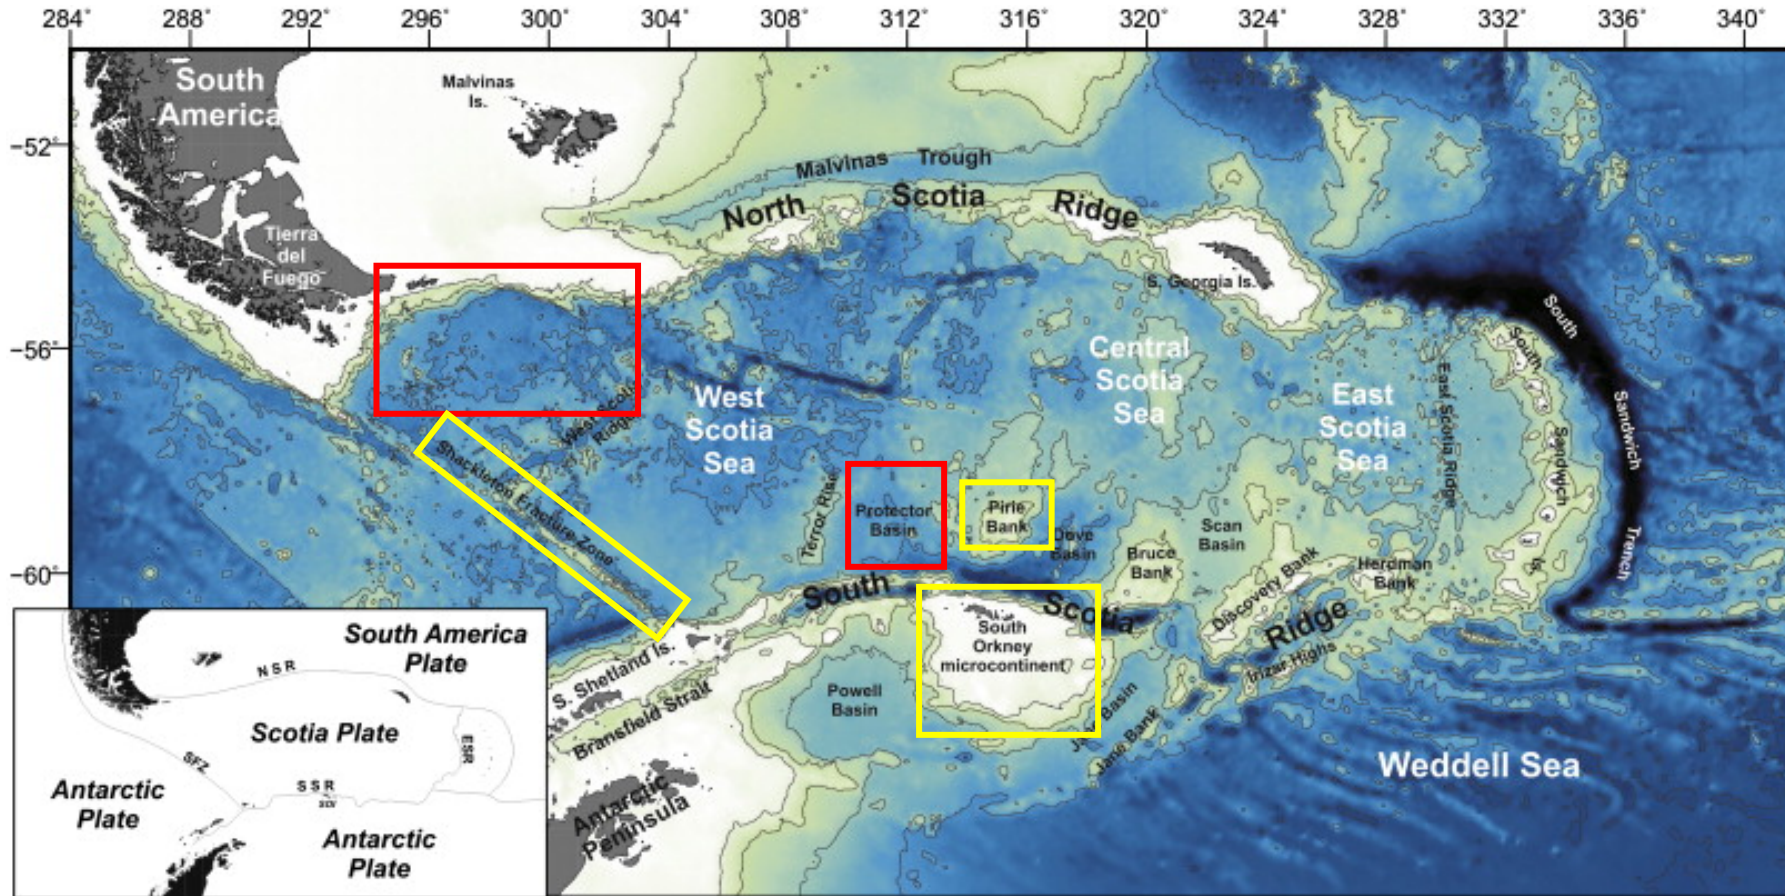 284° 288° 292° 296° 300° 304° 308° 312° 316° 320° 324° 328° 332° 336° 340°
South
America
Malvinas
Is.
−52°
Malvinas Trough
North Scotia Ridge
Tierra
del
Fuego
S. Georgia Is.
South Sandwich Trench
South Sandwich Is.
−56°
West
Scotia
Sea
Central
Scotia
Sea
East
Scotia
Sea
East Scotia Ridge
West Scotia
Ridge
Shackleton Fracture Zone
Terror Rise
Protector
Basin
Pirie
Bank
Dove
Basin
Scan
Basin
Bruce
Bank
Discovery Bank
Herdman
Bank
−60°
South Scotia Ridge
South
Orkney
microcontinent
Irizar Highs
S. Shetland Is.
Bransfield Strait
Powell
Basin
Jane Basin
Jane Bank
Weddell Sea
Antarctic
Peninsula
South America
Plate
NSR
Scotia Plate
ESR
SFZ
SSR
Antarctic
Plate
Antarctic
Plate